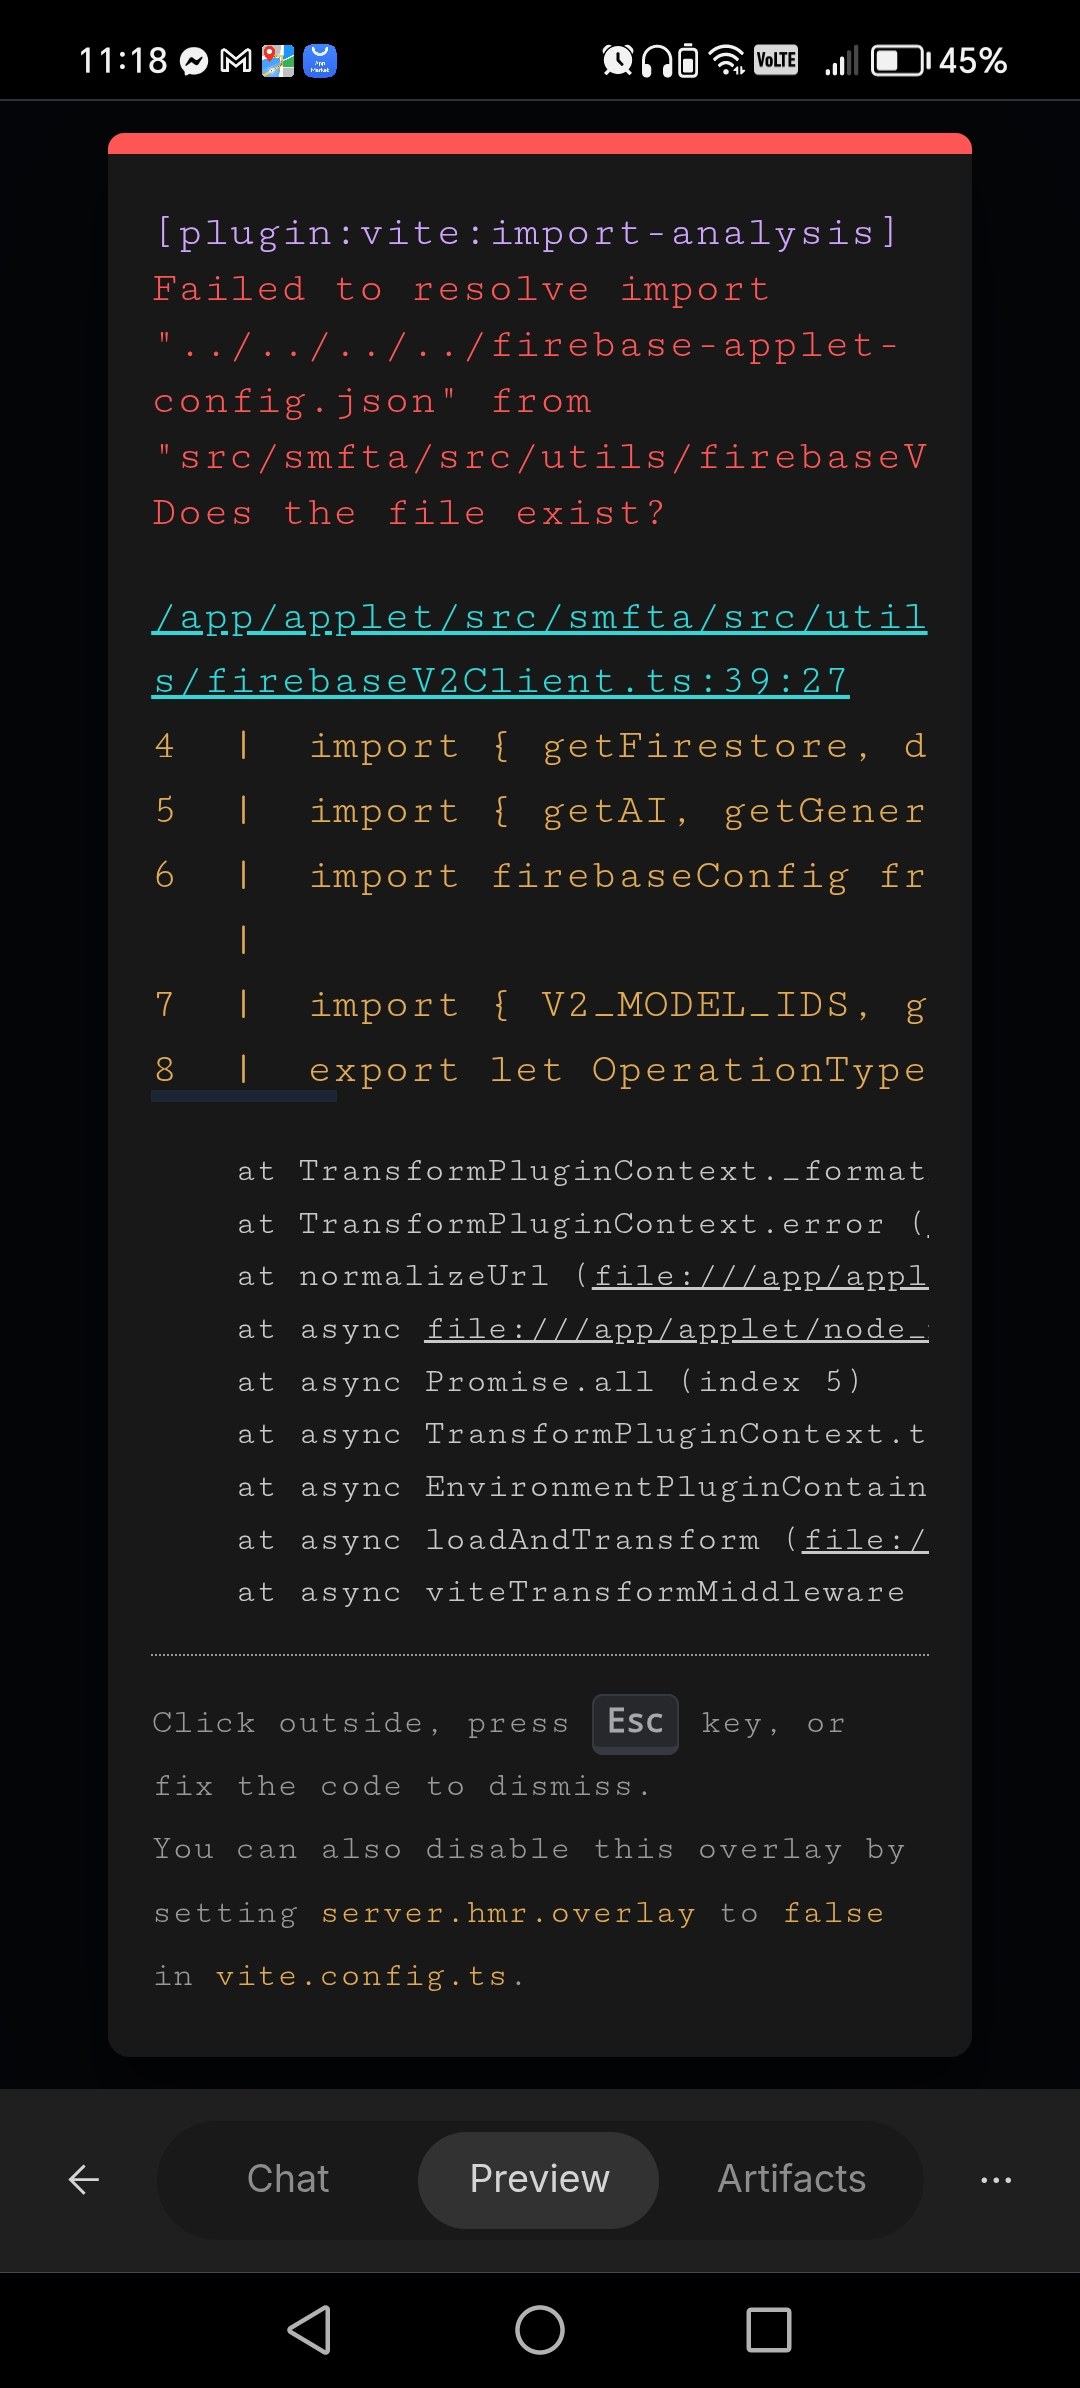 11:18
App
Market
VoLTE
45%
[plugin:vite:import-analysis]
Failed to resolve import
"../../../../firebase-applet-
config.json" from
"src/smfta/src/utils/firebaseV
Does the file exist?
/app/applet/src/smfta/src/util
s/firebaseV2Client.ts:39:27
4 | import { getFirestore, d
5 | import { getAI, getGener
6 | import firebaseConfig fr
|
7 | import { V2_MODEL_IDS, g
8 | export let OperationType
at TransformPluginContext._format
at TransformPluginContext.error (
at normalizeUrl (file:///app/appl
at async file:///app/applet/node_
at async Promise.all (index 5)
at async TransformPluginContext.t
at async EnvironmentPluginContain
at async loadAndTransform (file:/
at async viteTransformMiddleware
Click outside, press Esc key, or
fix the code to dismiss.
You can also disable this overlay by
setting server.hmr.overlay to false
in vite.config.ts.
Chat
Preview
Artifacts